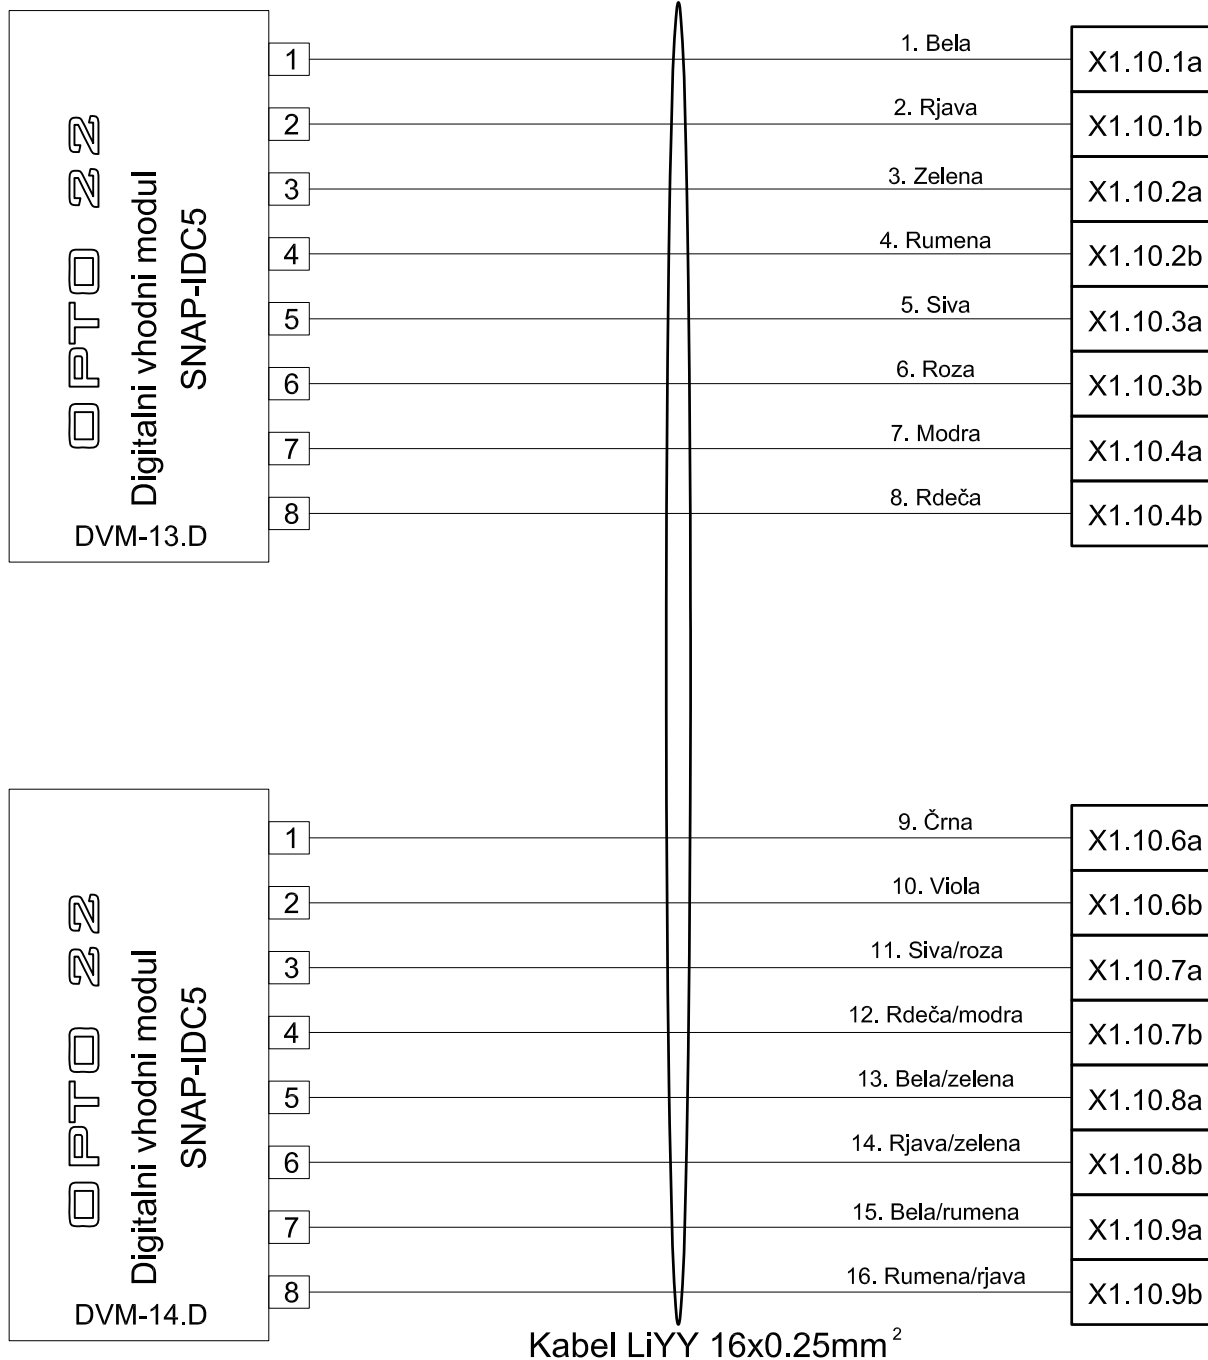 OPTO 22
Digitalni vhodni modul
SNAP-IDC5
DVM-13.D
1 1. Bela X1.10.1a
2 2. Rjava X1.10.1b
3 3. Zelena X1.10.2a
4 4. Rumena X1.10.2b
5 5. Siva X1.10.3a
6 6. Roza X1.10.3b
7 7. Modra X1.10.4a
8 8. Rdeča X1.10.4b
OPTO 22
Digitalni vhodni modul
SNAP-IDC5
DVM-14.D
1 9. Črna X1.10.6a
2 10. Viola X1.10.6b
3 11. Siva/roza X1.10.7a
4 12. Rdeča/modra X1.10.7b
5 13. Bela/zelena X1.10.8a
6 14. Rjava/zelena X1.10.8b
7 15. Bela/rumena X1.10.9a
8 16. Rumena/rjava X1.10.9b
Kabel LiYY 16x0.25mm²